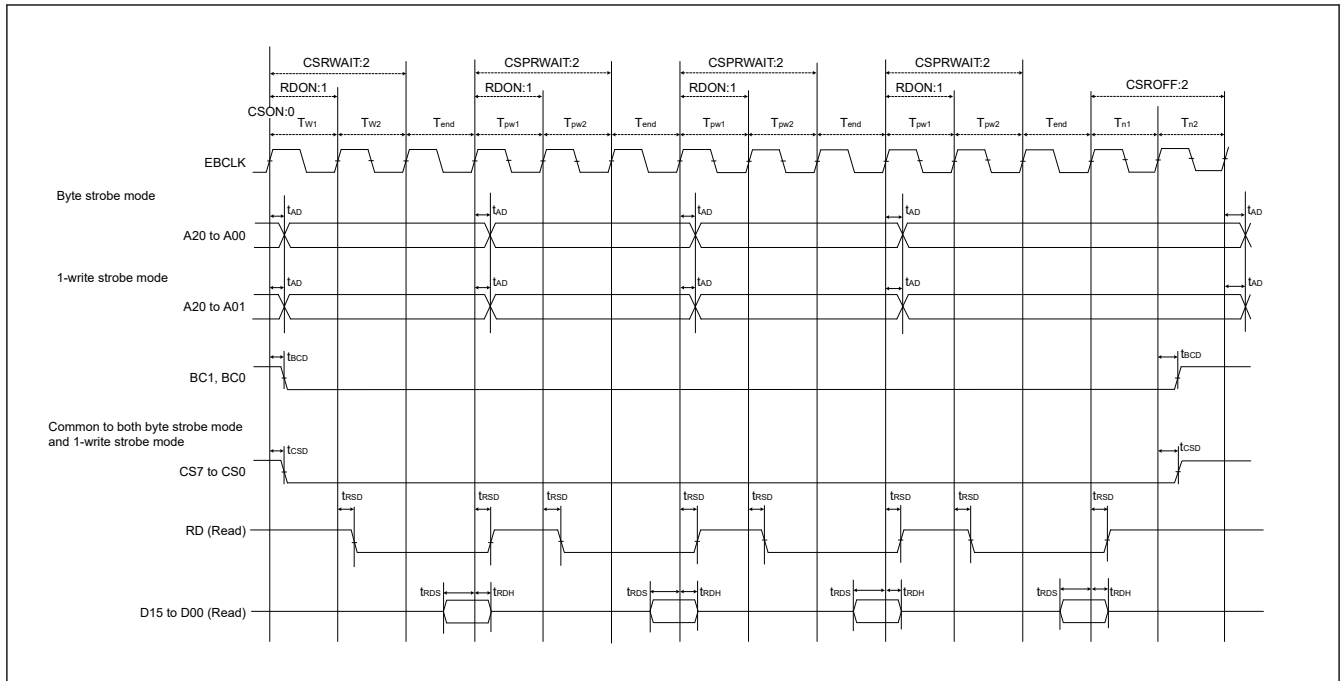 CSRWAIT:2 CSPRWAIT:2 CSPRWAIT:2 CSPRWAIT:2
RDON:1 RDON:1 RDON:1 RDON:1 CSROFF:2
CSON:0
TW1 TW2 Tend Tpw1 Tpw2 Tend Tpw1 Tpw2 Tend Tpw1 Tpw2 Tend Tn1 Tn2
EBCLK
Byte strobe mode
tAD tAD tAD tAD tAD
A20 to A00
1-write strobe mode
tAD tAD tAD tAD tAD
A20 to A01
tBCD tBCD
BC1, BC0
Common to both byte strobe mode
and 1-write strobe mode
tCSD tCSD
CS7 to CS0
tRSD tRSD tRSD tRSD tRSD tRSD tRSD tRSD
RD (Read)
tRDS tRDH tRDS tRDH tRDS tRDH tRDS tRDH
D15 to D00 (Read)